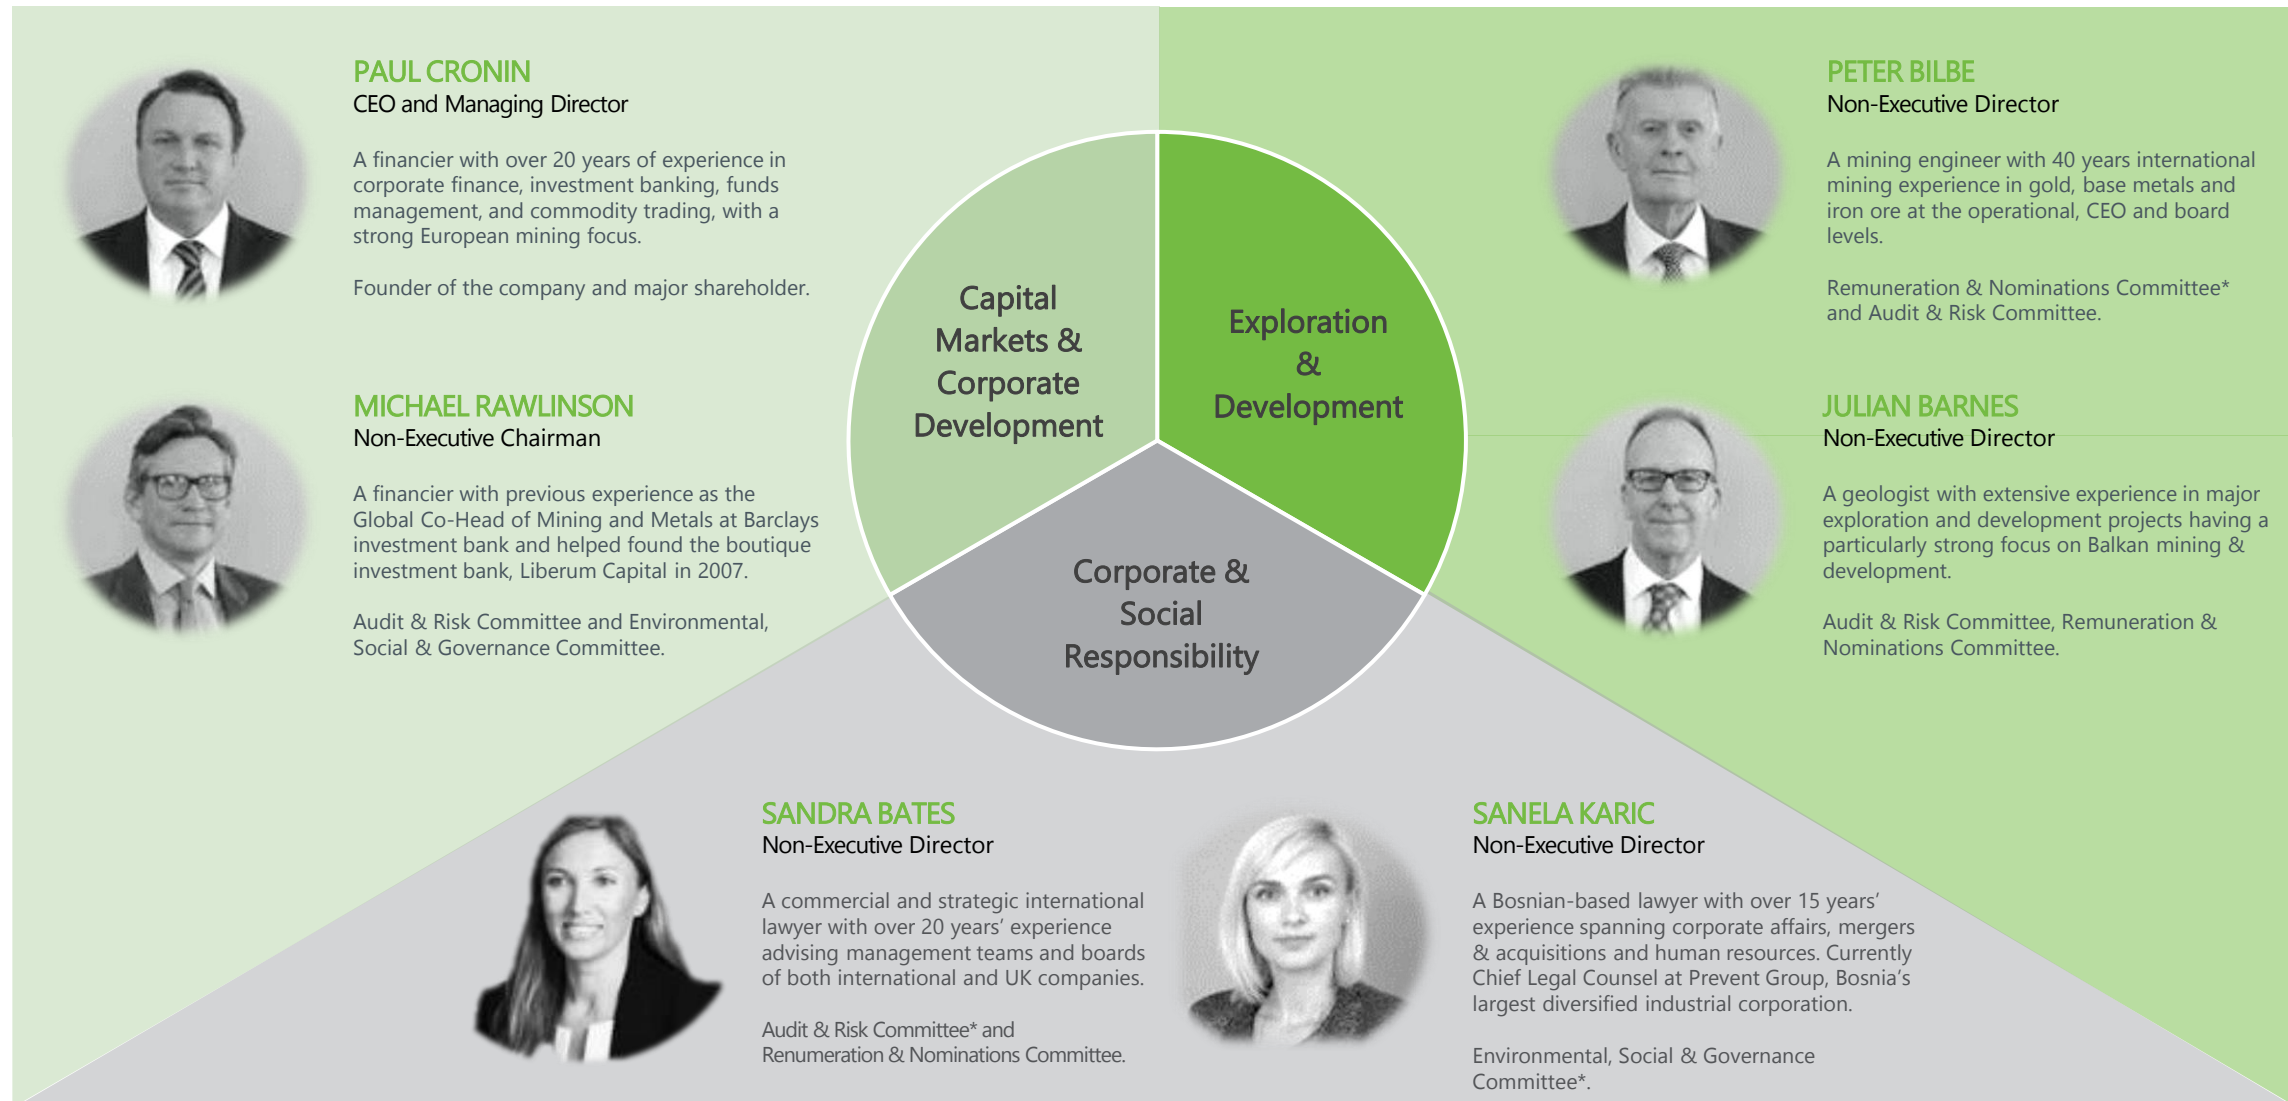 PAUL CRONIN
CEO and Managing Director
A financier with over 20 years of experience in
corporate finance, investment banking, funds
management, and commodity trading, with a
strong European mining focus.
Founder of the company and major shareholder.
MICHAEL RAWLINSON
Non-Executive Chairman
A financier with previous experience as the
Global Co-Head of Mining and Metals at Barclays
investment bank and helped found the boutique
investment bank, Liberum Capital in 2007.
Audit & Risk Committee and Environmental,
Social & Governance Committee.
Capital
Markets &
Corporate
Development
Exploration
&
Development
Corporate &
Social
Responsibility
PETER BILBE
Non-Executive Director
A mining engineer with 40 years international
mining experience in gold, base metals and
iron ore at the operational, CEO and board
levels.
Remuneration & Nominations Committee*
and Audit & Risk Committee.
JULIAN BARNES
Non-Executive Director
A geologist with extensive experience in major
exploration and development projects having a
particularly strong focus on Balkan mining &
development.
Audit & Risk Committee, Remuneration &
Nominations Committee.
SANDRA BATES
Non-Executive Director
A commercial and strategic international
lawyer with over 20 years’ experience
advising management teams and boards
of both international and UK companies.
Audit & Risk Committee* and
Renumeration & Nominations Committee.
SANELA KARIC
Non-Executive Director
A Bosnian-based lawyer with over 15 years’
experience spanning corporate affairs, mergers
& acquisitions and human resources. Currently
Chief Legal Counsel at Prevent Group, Bosnia’s
largest diversified industrial corporation.
Environmental, Social & Governance
Committee*.